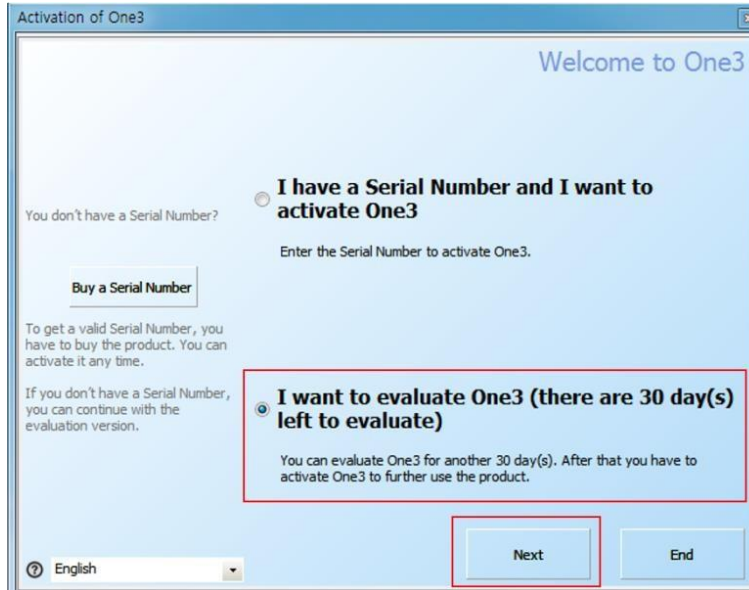 Activation of One3
Welcome to One3
I have a Serial Number and I want to
activate One3
Enter the Serial Number to activate One3.
You don't have a Serial Number?
Buy a Serial Number
To get a valid Serial Number, you
have to buy the product. You can
activate it any time.
If you don't have a Serial Number,
you can continue with the
evaluation version.
I want to evaluate One3 (there are 30 day(s)
left to evaluate)
You can evaluate One3 for another 30 day(s). After that you have to
activate One3 to further use the product.
English
Next
End